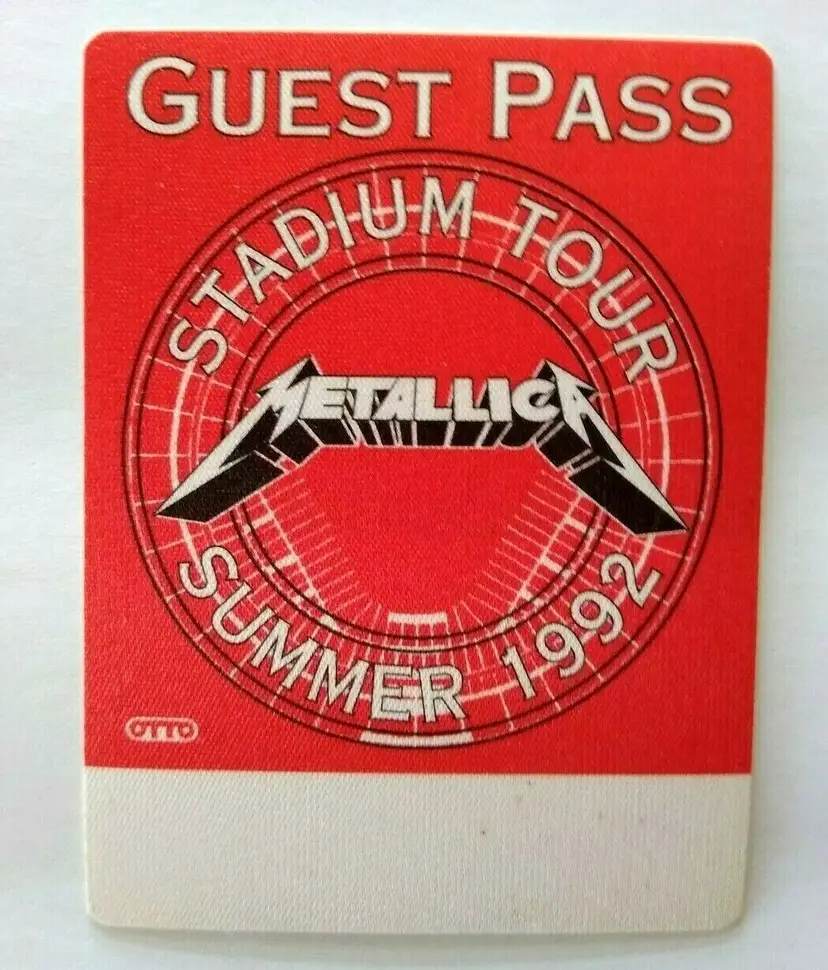 GUEST PASS
STADIUM TOUR
METALLICA
SUMMER 1992
OTTO